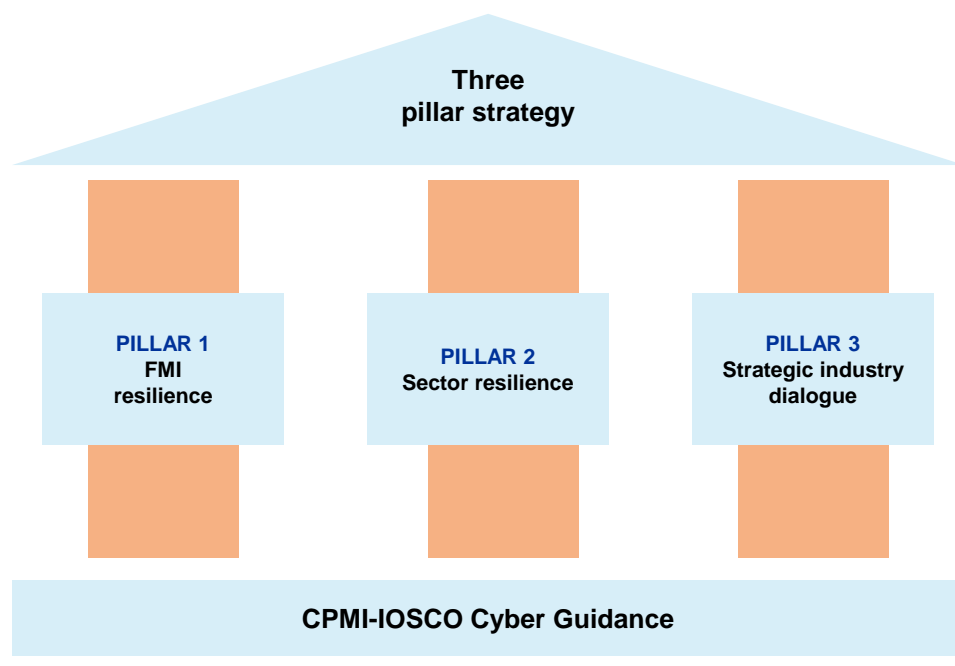 Three
pillar strategy
PILLAR 1
FMI
resilience
PILLAR 2
Sector resilience
PILLAR 3
Strategic industry
dialogue
CPMI-IOSCO Cyber Guidance